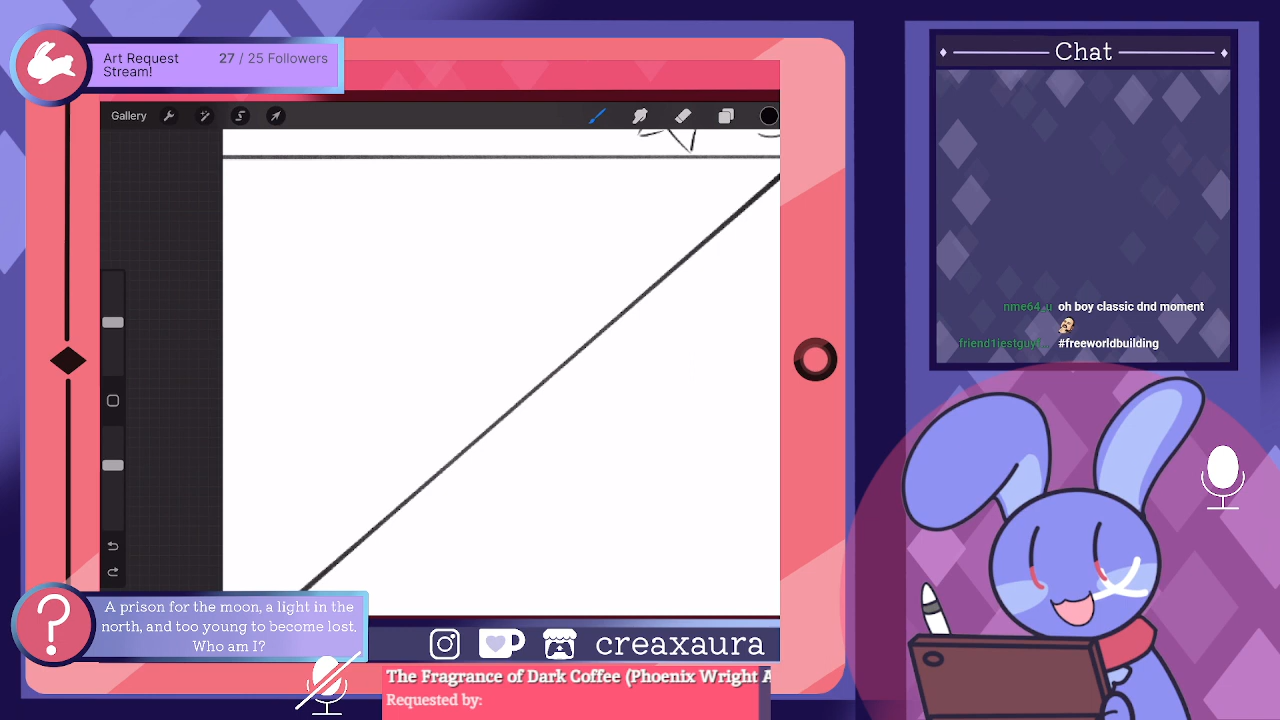 Art Request
Stream!
27 / 25 Followers
Gallery
Chat
nme64_u oh boy classic dnd moment
friend1iestguyt #freeworldbuilding
A prison for the moon, a light in the
north, and too young to become lost.
Who am I?
creaxaura
The Fragrance of Dark Coffee (Phoenix Wright A
Requested by: